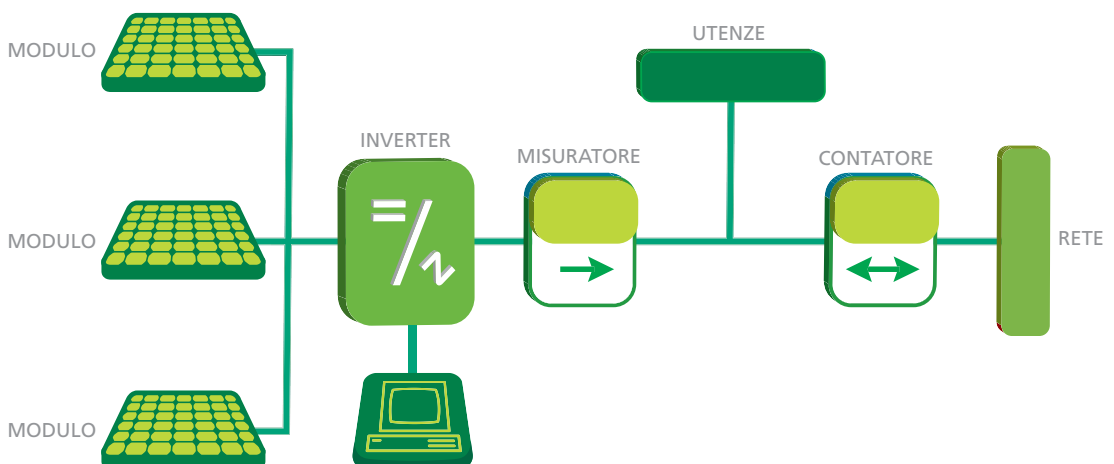 MODULO
UTENZE
INVERTER
MISURATORE
CONTATORE
MODULO
RETE
MODULO